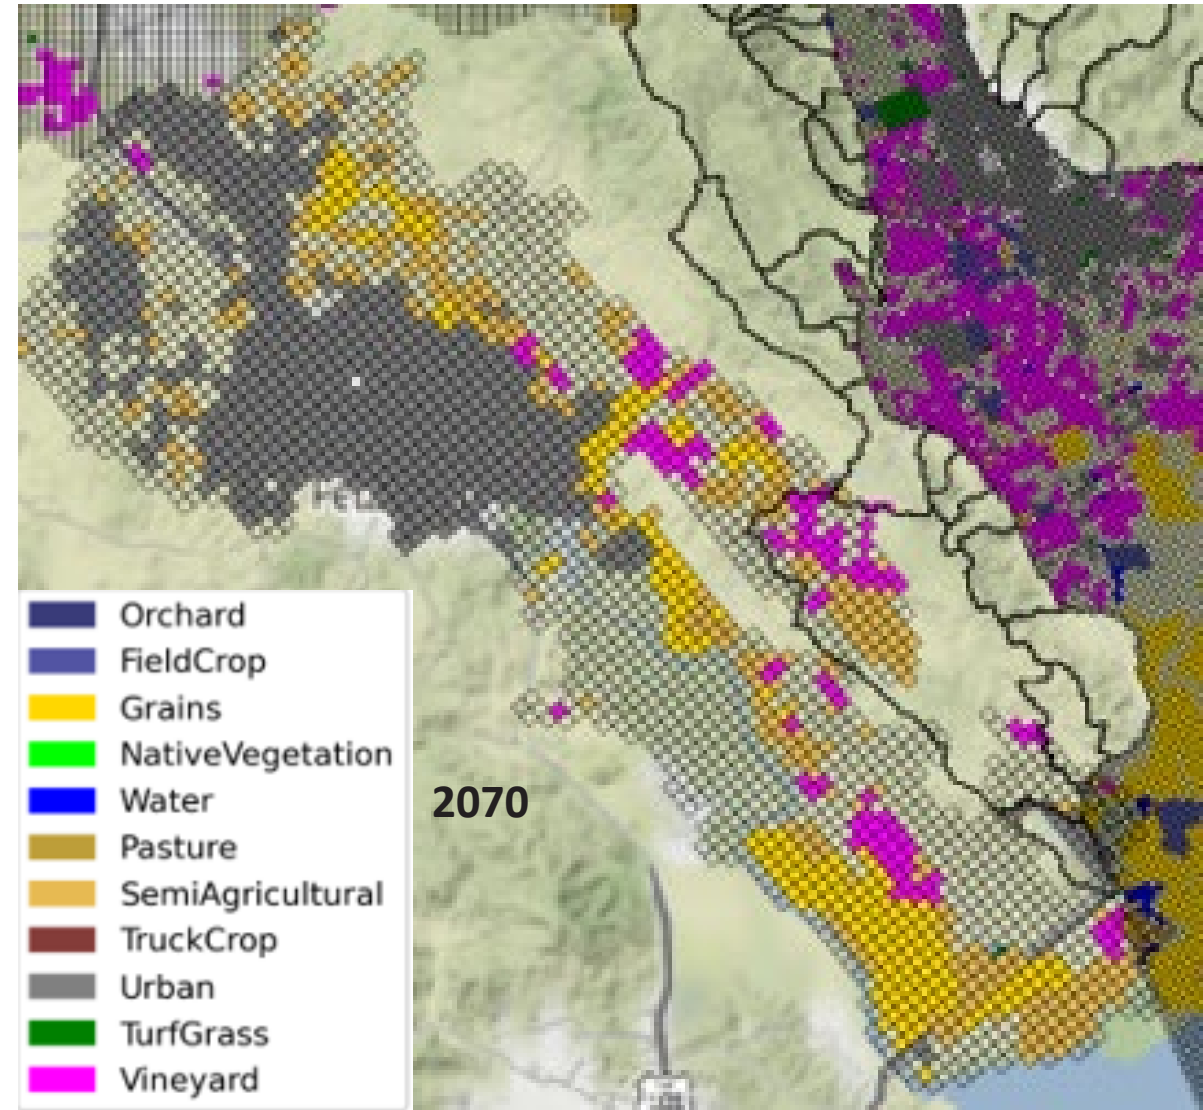 Orchard
FieldCrop
Grains
NativeVegetation
Water
2070
Pasture
SemiAgricultural
TruckCrop
Urban
TurfGrass
Vineyard